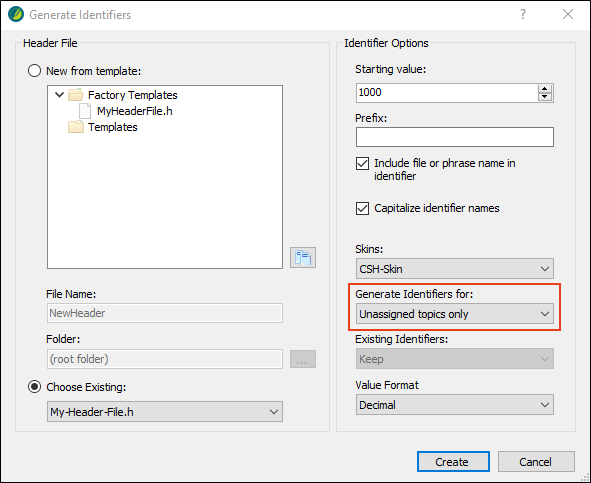 Generate Identifiers
Header File
New from template:
Factory Templates
MyHeaderFile.h
Templates
File Name:
NewHeader
Folder:
(root folder)
...
Choose Existing:
My-Header-File.h
Identifier Options
Starting value:
1000
Prefix:
Include file or phrase name in
identifier
Capitalize identifier names
Skins:
CSH-Skin
Generate Identifiers for:
Unassigned topics only
Existing Identifiers:
Keep
Value Format
Decimal
Create
Cancel